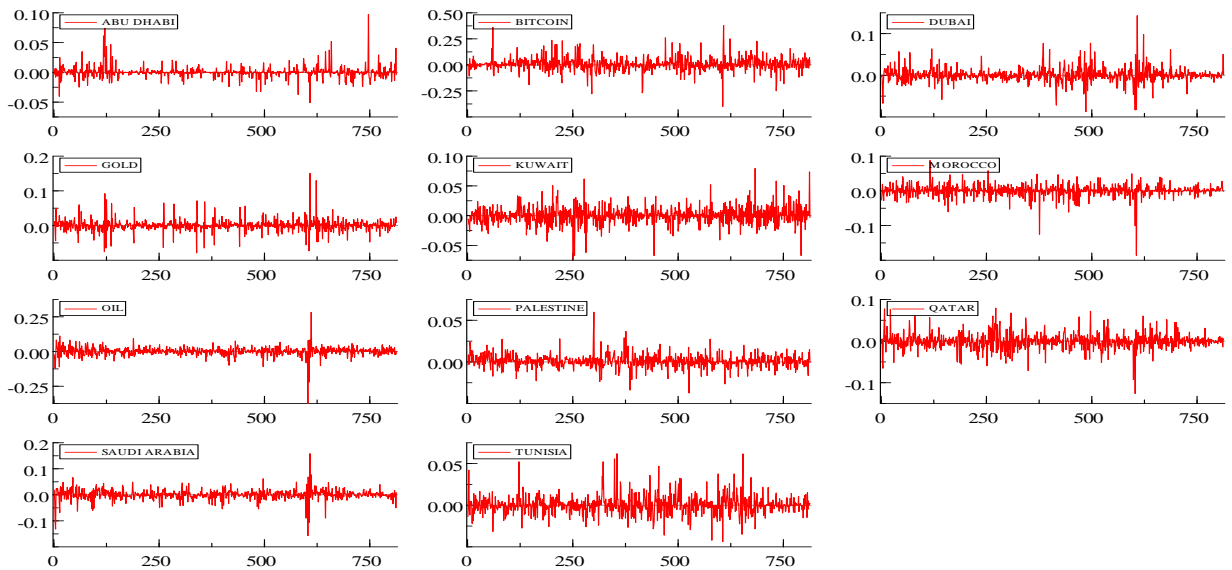 0.10
ABU DHABI
0.05
0.00
-0.05
0 250 500 750
0.50
BITCOIN
0.25
0.00
-0.25
0 250 500 750
0.15
DUBAI
0.00
0 250 500 750
0.2
GOLD
0.1
0.0
0 250 500 750
0.10
KUWAIT
0.05
0.00
-0.05
0 250 500 750
0.1
MOROCCO
0.0
-0.1
0 250 500 750
OIL
0.25
0.00
-0.25
0 250 500 750
PALESTINE
0.05
0.00
0 250 500 750
0.1
QATAR
0.0
-0.1
0 250 500 750
0.2
SAUDI ARABIA
0.1
0.0
-0.1
0 250 500 750
TUNISIA
0.05
0.00
0 250 500 750